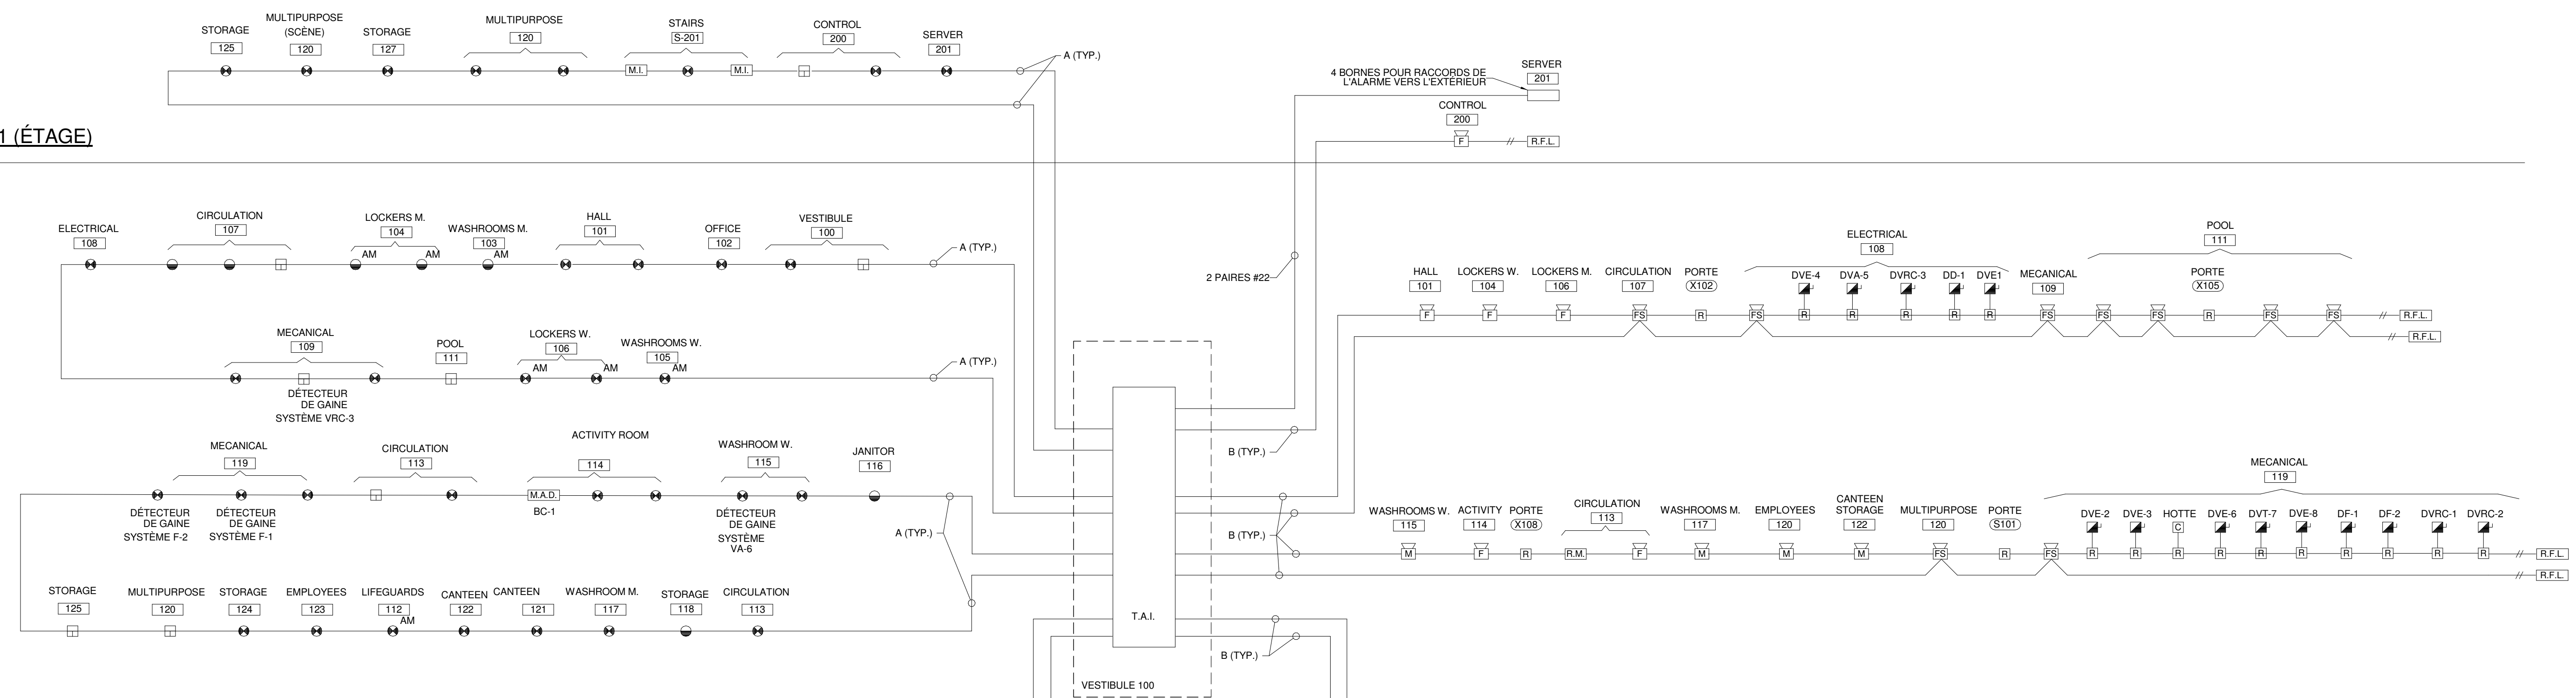 STORAGE
125
MULTIPURPOSE
(SCÈNE)
120
STORAGE
127
MULTIPURPOSE
120
STAIRS
S-201
M.I.
M.I.
CONTROL
200
SERVER
201
A (TYP.)
4 BORNES POUR RACCORDS DE
L'ALARME VERS L'EXTÉRIEUR
SERVER
201
CONTROL
200
F
R.F.L.
1 (ÉTAGE)
ELECTRICAL
108
CIRCULATION
107
LOCKERS M.
104
AM
AM
WASHROOMS M.
103
AM
HALL
101
OFFICE
102
VESTIBULE
100
A (TYP.)
2 PAIRES #22
HALL
101
F
LOCKERS W.
104
F
LOCKERS M.
106
F
CIRCULATION
107
FS
PORTE
X102
R
FS
ELECTRICAL
108
DVE-4
R
DVA-5
R
DVRC-3
R
DD-1
R
DVE1
R
MECANICAL
109
FS
POOL
111
FS
FS
PORTE
X105
R
FS
FS
R.F.L.
R.F.L.
MECANICAL
109
DÉTECTEUR
DE GAINE
SYSTÈME VRC-3
POOL
111
LOCKERS W.
106
AM
AM
WASHROOMS W.
105
AM
A (TYP.)
MECANICAL
119
DÉTECTEUR
DE GAINE
SYSTÈME F-2
DÉTECTEUR
DE GAINE
SYSTÈME F-1
CIRCULATION
113
ACTIVITY ROOM
114
M.A.D.
BC-1
WASHROOM W.
115
DÉTECTEUR
DE GAINE
SYSTÈME
VA-6
JANITOR
116
A (TYP.)
B (TYP.)
B (TYP.)
WASHROOMS W.
115
M
ACTIVITY
114
F
PORTE
X108
R
CIRCULATION
113
R.M.
F
WASHROOMS M.
117
M
EMPLOYEES
120
M
CANTEEN
STORAGE
122
M
MULTIPURPOSE
120
FS
PORTE
S101
R
FS
MECANICAL
119
DVE-2
R
DVE-3
R
HOTTE
C
R
DVE-6
R
DVT-7
R
DVE-8
R
DF-1
R
DF-2
R
DVRC-1
R
DVRC-2
R
R.F.L.
R.F.L.
STORAGE
125
MULTIPURPOSE
120
STORAGE
124
EMPLOYEES
123
LIFEGUARDS
112
AM
CANTEEN
122
CANTEEN
121
WASHROOM M.
117
STORAGE
118
CIRCULATION
113
T.A.I.
B (TYP.)
VESTIBULE 100